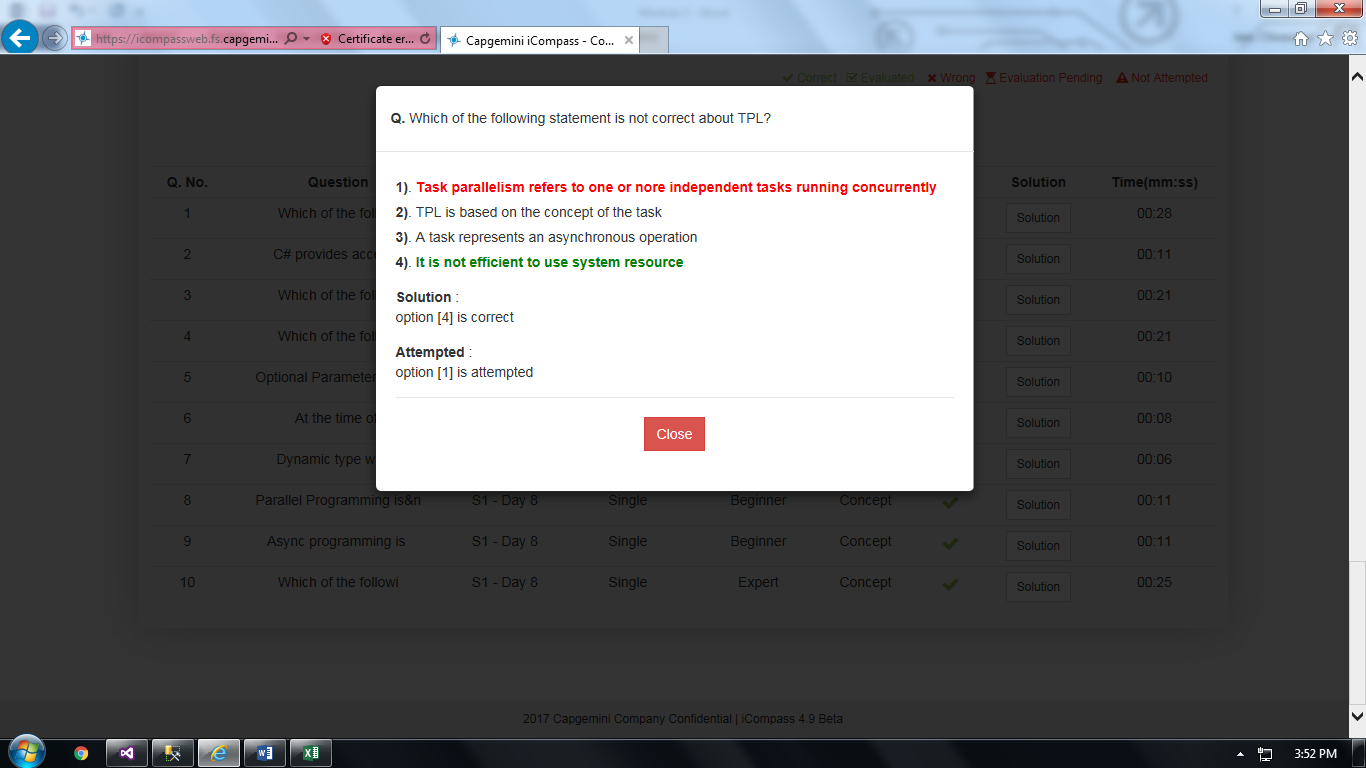 https://icompassweb.fs.capgemi... Certificate er... Capgemini iCompass - Co...
Correct Evaluated Wrong Evaluation Pending Not Attempted
Q. Which of the following statement is not correct about TPL?
Q. No. Question Solution Time(mm:ss)
1). Task parallelism refers to one or nore independent tasks running concurrently
2). TPL is based on the concept of the task
3). A task represents an asynchronous operation
4). It is not efficient to use system resource
Solution :
option [4] is correct
Attempted :
option [1] is attempted
Close
1 Which of the foll Solution 00:28
2 C# provides acce Solution 00:11
3 Which of the foll Solution 00:21
4 Which of the foll Solution 00:21
5 Optional Parameter Solution 00:10
6 At the time of Solution 00:08
7 Dynamic type w Solution 00:06
8 Parallel Programming is&n S1 - Day 8 Single Beginner Concept Solution 00:11
9 Async programming is S1 - Day 8 Single Beginner Concept Solution 00:11
10 Which of the followi S1 - Day 8 Single Expert Concept Solution 00:25
2017 Capgemini Company Confidential | iCompass 4.9 Beta
3:52 PM